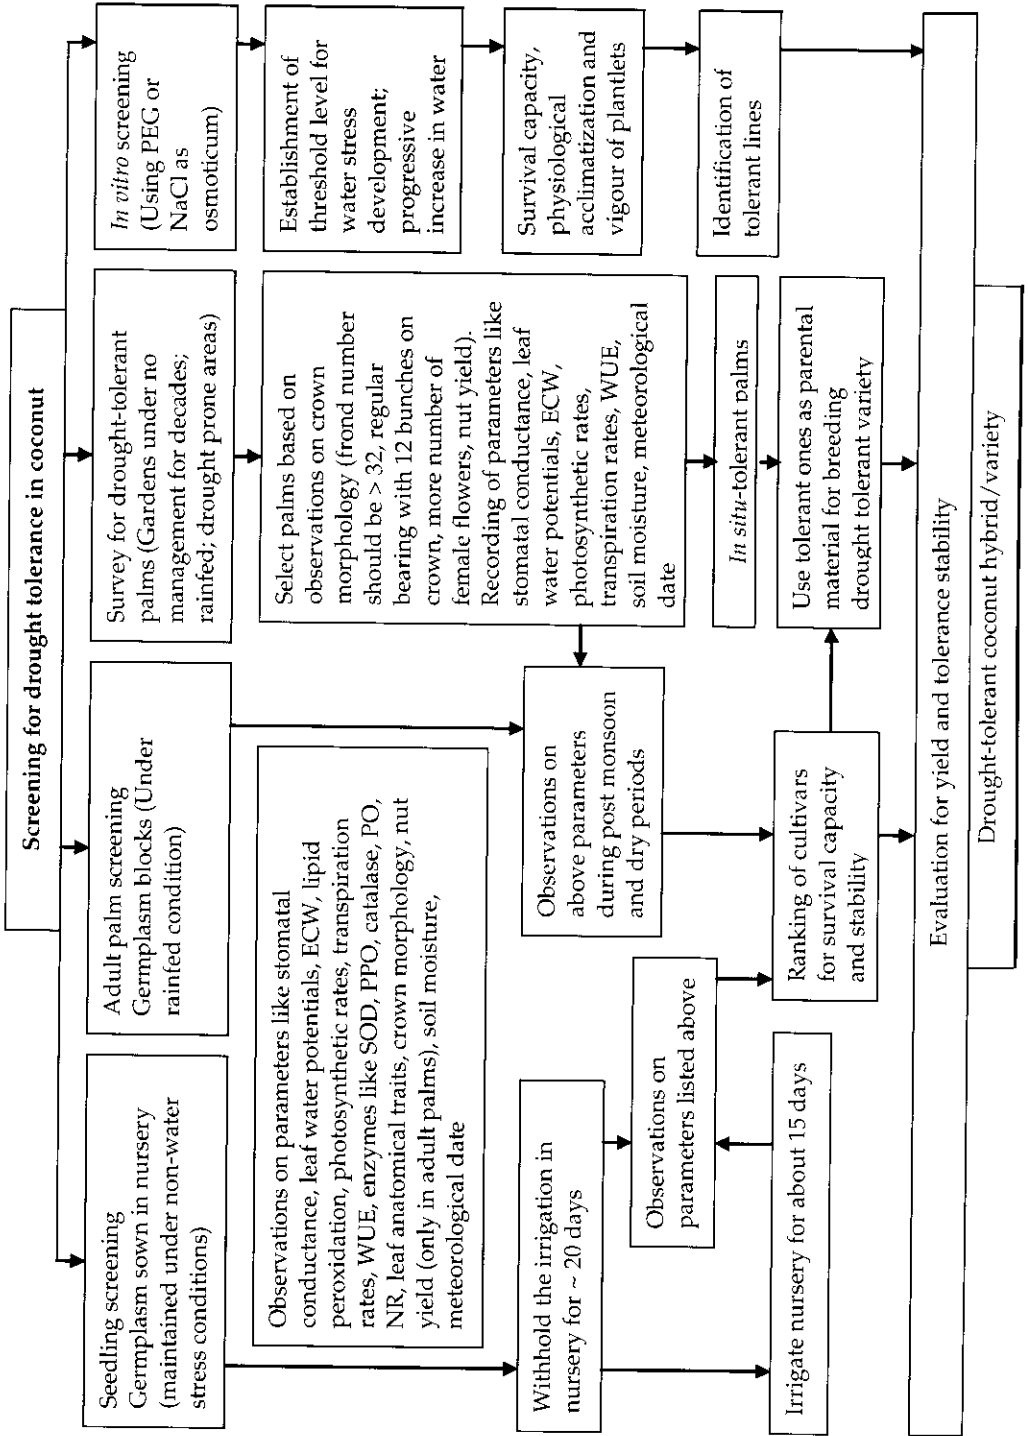 Screening for drought tolerance in coconut
Seedling screening
Germplasm sown in nursery
(maintained under non-water
stress conditions)
Adult palm screening
Germplasm blocks (Under
rainfed condition)
Survey for drought-tolerant
palms (Gardens under no
management for decades;
rainfed; drought prone areas)
In vitro screening
(Using PEG or
NaCl as
osmoticum)
Observations on parameters like stomatal
conductance, leaf water potentials, ECW, lipid
peroxidation, photosynthetic rates, transpiration
rates, WUE, enzymes like SOD, PPO, catalase, PO,
NR, leaf anatomical traits, crown morphology, nut
yield (only in adult palms), soil moisture,
meteorological date
Select palms based on
observations on crown
morphology (frond number
should be > 32, regular
bearing with 12 bunches on
crown, more number of
female flowers, nut yield).
Recording of parameters like
stomatal conductance, leaf
water potentials, ECW,
photosynthetic rates,
transpiration rates, WUE,
soil moisture, meteorological
date
Establishment of
threshold level for
water stress
development;
progressive
increase in water
Withhold the irrigation in
nursery for ~ 20 days
Observations on
above parameters
during post monsoon
and dry periods
Survival capacity,
physiological
acclimatization and
vigour of plantlets
Observations on
parameters listed above
In situ-tolerant palms
Identification of
tolerant lines
Irrigate nursery for about 15 days
Ranking of cultivars
for survival capacity
and stability
Use tolerant ones as parental
material for breeding
drought tolerant variety
Evaluation for yield and tolerance stability
Drought-tolerant coconut hybrid/variety